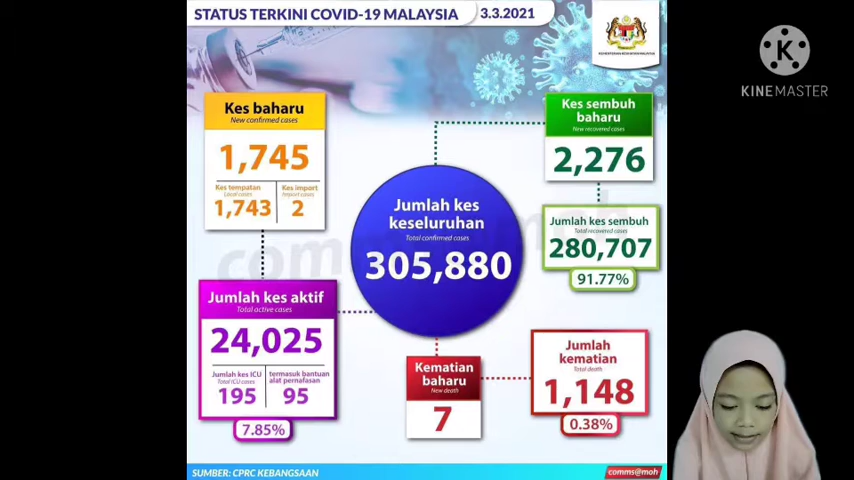 STATUS TERKINI COVID-19 MALAYSIA
3.3.2021
KEMENTERIAN KESIHATAN MALAYSIA
KINEMASTER
Kes baharu
New confirmed cases
1,745
Kes tempatan
Local cases
1,743
Kes import
Import cases
2
Kes sembuh
baharu
New recovered cases
2,276
Jumlah kes
keseluruhan
Total confirmed cases
305,880
Jumlah kes sembuh
Total recovered cases
280,707
91.77%
Jumlah kes aktif
Total active cases
24,025
Jumlah kes ICU
Total ICU cases
195
termasuk bantuan
alat pernafasan
95
7.85%
Kematian
baharu
New death
7
Jumlah
kematian
Total death
1,148
0.38%
SUMBER: CPRC KEBANGSAAN
comms@moh